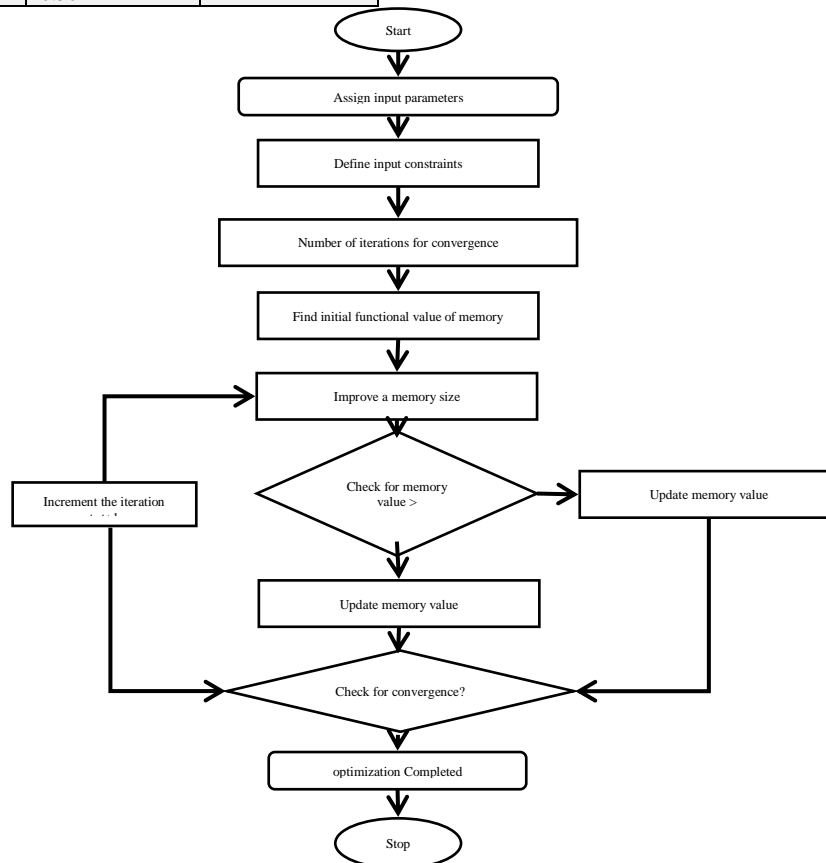 Start
Assign input parameters
Define input constraints
Number of iterations for convergence
Find initial functional value of memory
Improve a memory size
Check for memory
value >
Update memory value
Increment the iteration
Update memory value
Check for convergence?
optimization Completed
Stop